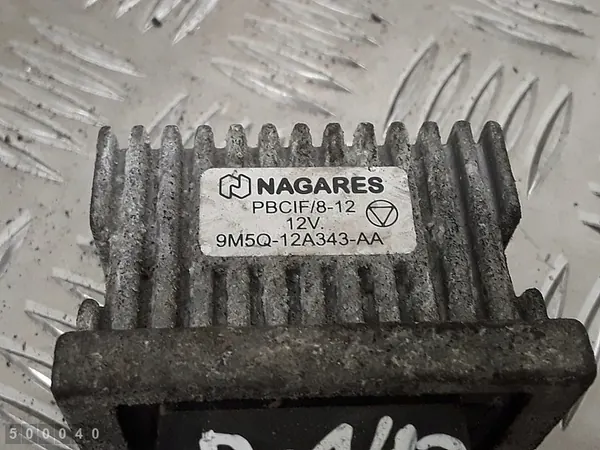 NAGARES
PBCIF/8-12
12V.
9M5Q-12A343-AA
500040